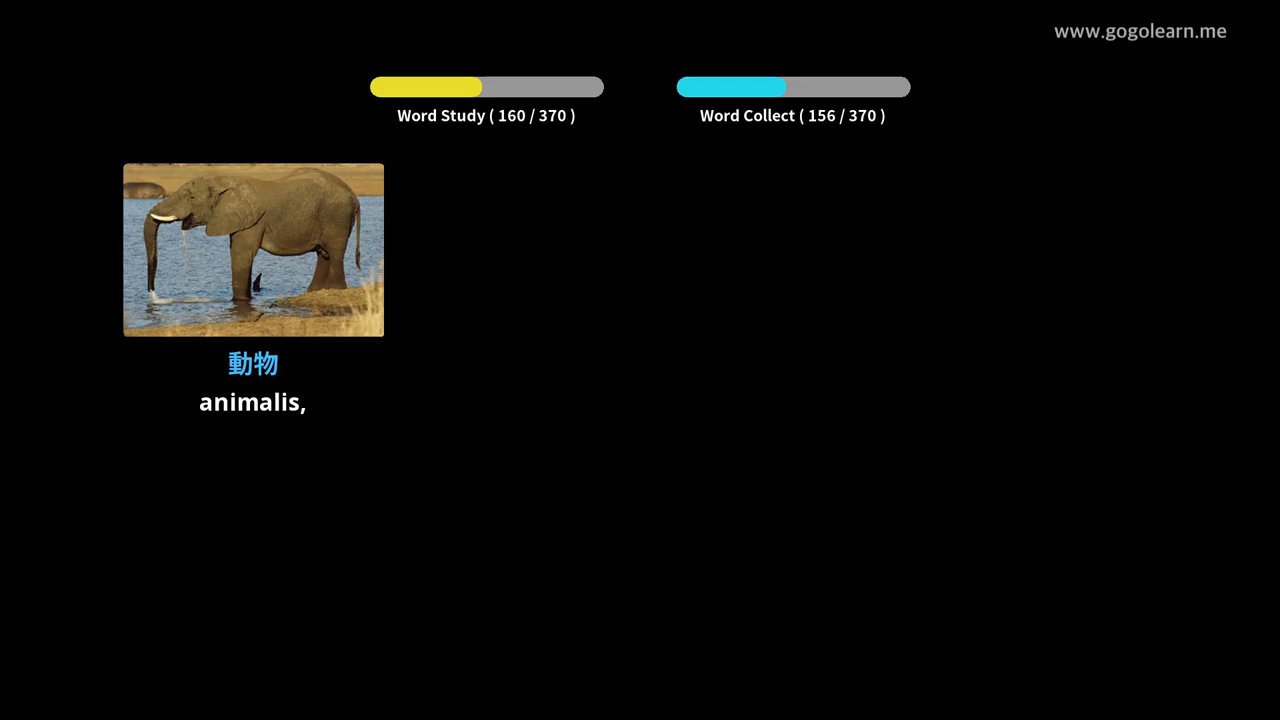 www.gogolearn.me
Word Study ( 160 / 370 )
Word Collect ( 156 / 370 )
動物
animalis,